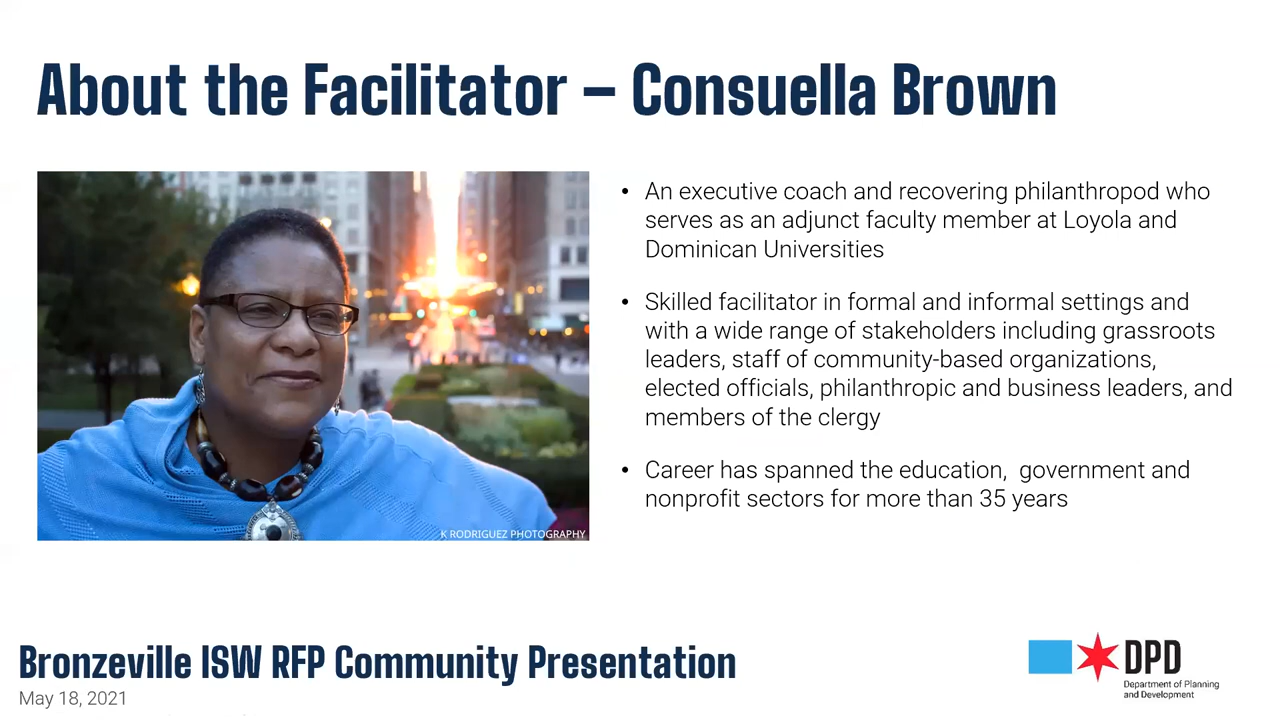 About the Facilitator – Consuella Brown
• An executive coach and recovering philanthropod who
serves as an adjunct faculty member at Loyola and
Dominican Universities
• Skilled facilitator in formal and informal settings and
with a wide range of stakeholders including grassroots
leaders, staff of community-based organizations,
elected officials, philanthropic and business leaders, and
members of the clergy
• Career has spanned the education,  government and
nonprofit sectors for more than 35 years
K RODRIGUEZ PHOTOGRAPHY
Bronzeville ISW RFP Community Presentation
May 18, 2021
DPD
Department of Planning
and Development